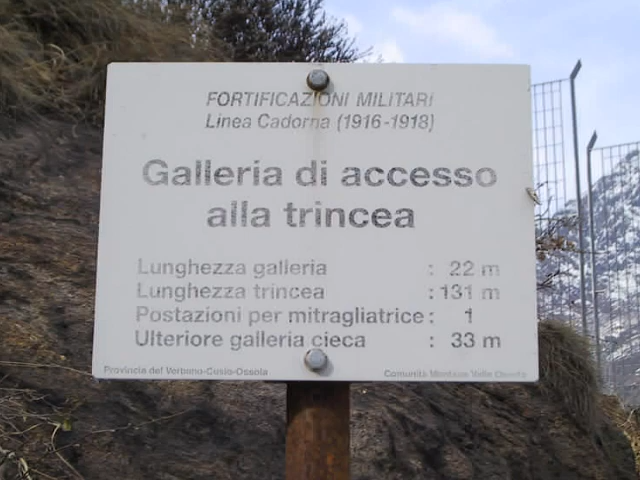 FORTIFICAZIONI MILITARI
Linea Cadorna (1916-1918)
Galleria di accesso
alla trincea
Lunghezza galleria : 22 m
Lunghezza trincea : 131 m
Postazioni per mitragliatrice : 1
Ulteriore galleria cieca : 33 m
Provincia del Verbano-Cusio-Ossola
Comunità Montana Valle Ossola